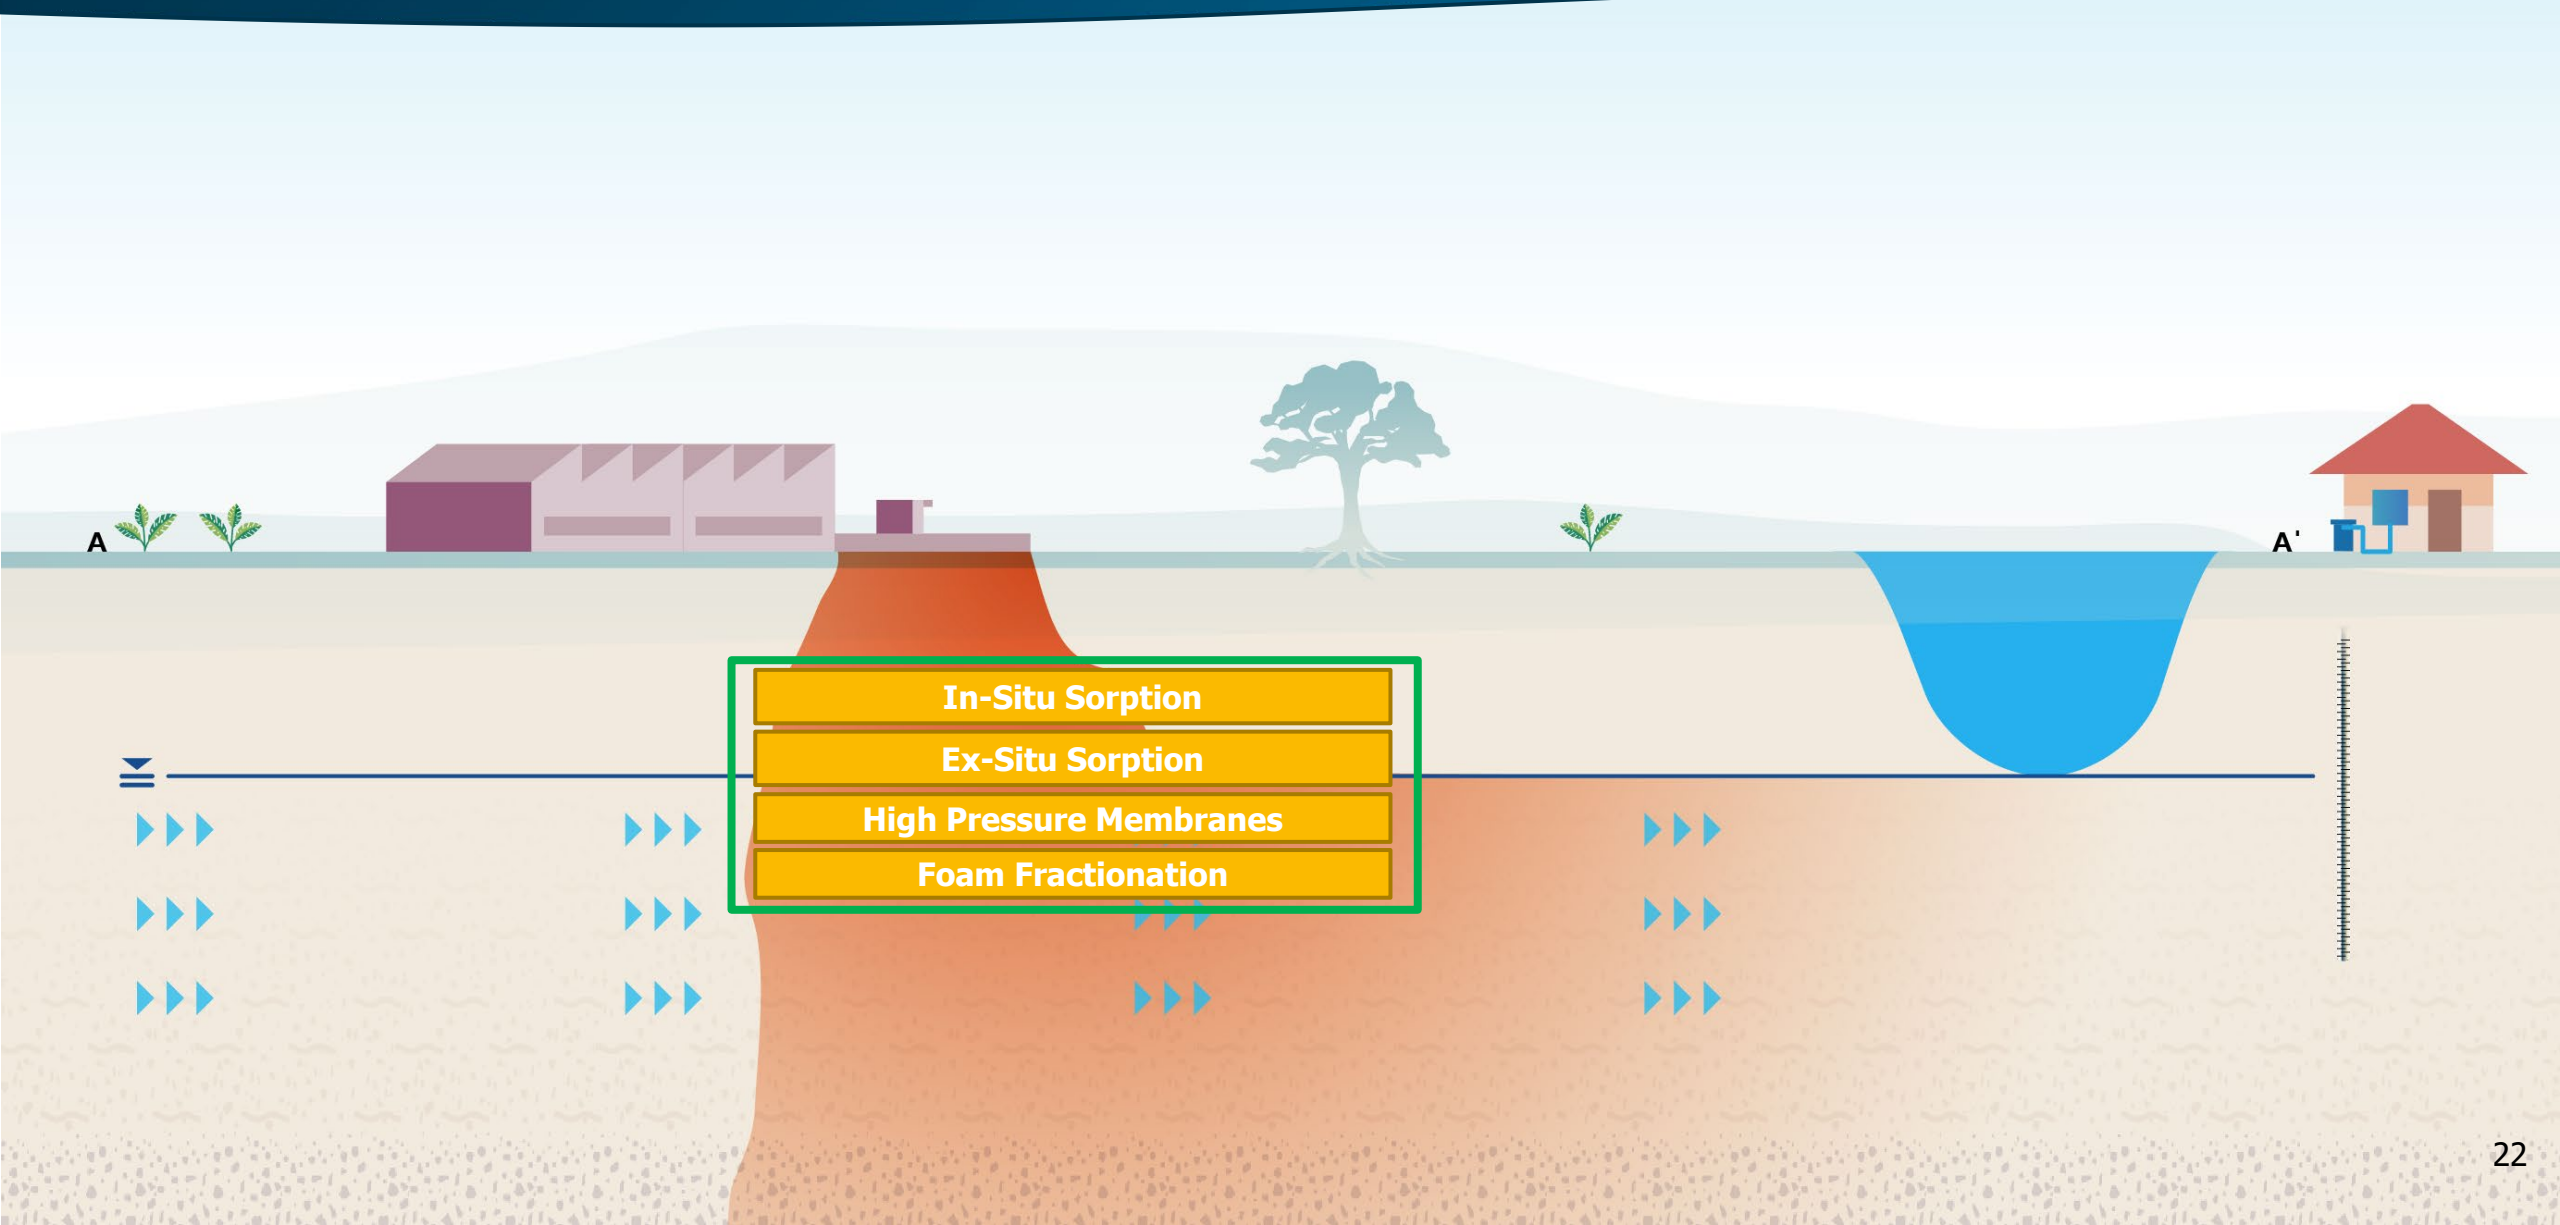 A
A'
In-Situ Sorption
Ex-Situ Sorption
High Pressure Membranes
Foam Fractionation
22